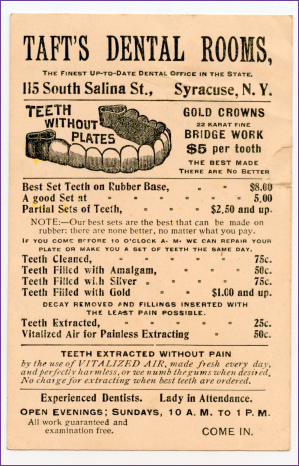 TAFT'S DENTAL ROOMS,
THE FINEST UP-TO-DATE DENTAL OFFICE IN THE STATE.
115 South Salina St., Syracuse, N. Y.
TEETH WITHOUT PLATES
GOLD CROWNS
22 KARAT FINE
BRIDGE WORK
$5 per tooth
THE BEST MADE
THERE ARE NO BETTER
Best Set Teeth on Rubber Base, " " $8.00
A good Set at " " " " 5.00
Partial Sets of Teeth, " " $2.50 and up.
NOTE:—Our best sets are the best that can be made on
rubber: there are none better, no matter what you pay.
IF YOU COME BEFORE 10 O'CLOCK A. M. WE CAN REPAIR YOUR
PLATE OR MAKE YOU A SET OF TEETH THE SAME DAY.
Teeth Cleaned, " " " " " 75c.
Teeth Filled with Amalgam, " " " 50c.
Teeth Filled with Silver " " " 75c.
Teeth Filled with Gold " " $1.00 and up.
DECAY REMOVED AND FILLINGS INSERTED WITH
THE LEAST PAIN POSSIBLE.
Teeth Extracted, " " " " " 25c.
Vitalized Air for Painless Extracting " 50c.
TEETH EXTRACTED WITHOUT PAIN
by the use of VITALIZED AIR, made fresh every day,
and perfectly harmless, or we numb the gums when desired.
No charge for extracting when best teeth are ordered.
Experienced Dentists. Lady in Attendance.
OPEN EVENINGS; SUNDAYS, 10 A. M. TO 1 P. M.
All work guaranteed and
examination free.
COME IN.